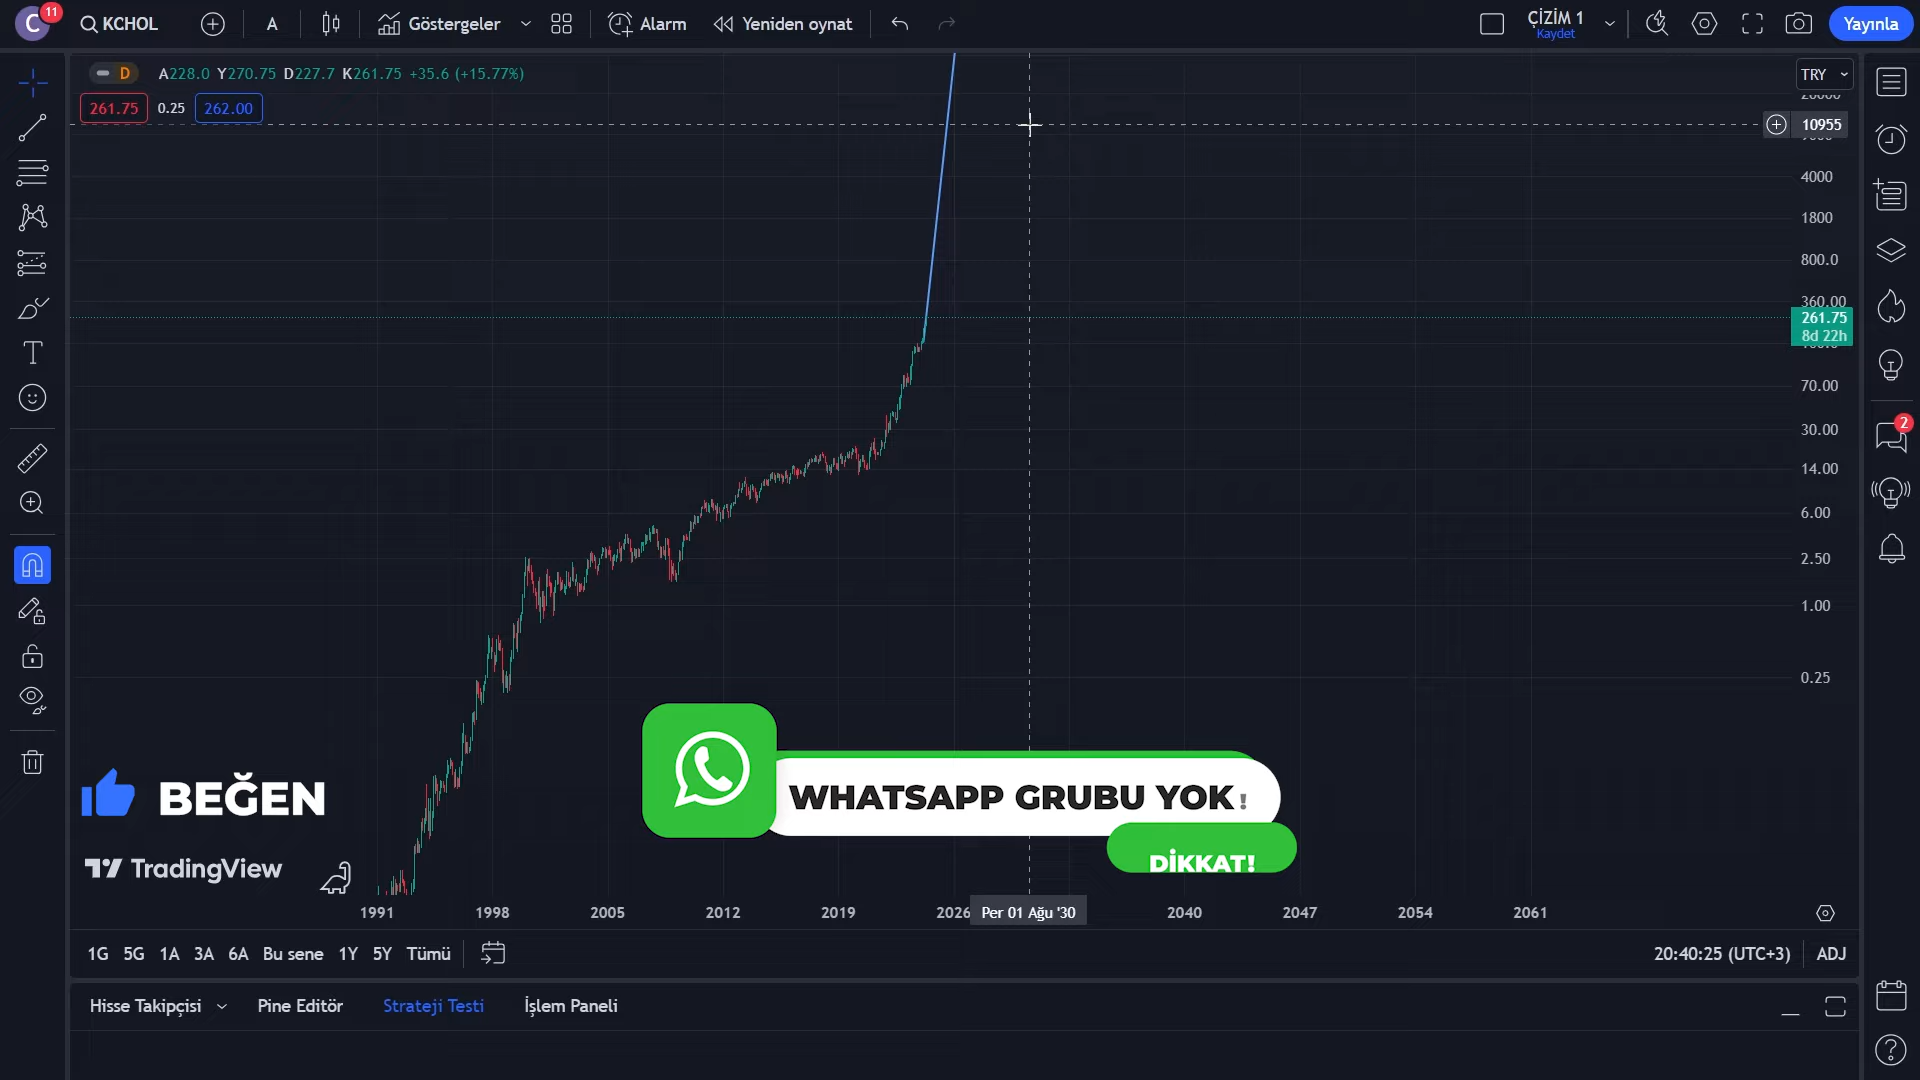 C 11 KCHOL A Göstergeler Alarm Yeniden oynat ÇİZİM 1 Kaydet Yayınla
D A228.0 Y270.75 D227.7 K261.75 +35.6 (+15.77%)
TRY
261.75 0.25 262.00
10955
4000
1800
800.0
360.00
261.75
8d 22h
70.00
30.00
14.00
6.00
2.50
1.00
0.25
2
BEĞEN
WHATSAPP GRUBU YOK!
DİKKAT!
TradingView
1991 1998 2005 2012 2019 2026 Per 01 Ağu '30 2040 2047 2054 2061
1G 5G 1A 3A 6A Bu sene 1Y 5Y Tümü 20:40:25 (UTC+3) ADJ
Hisse Takipçisi Pine Editör Strateji Testi İşlem Paneli